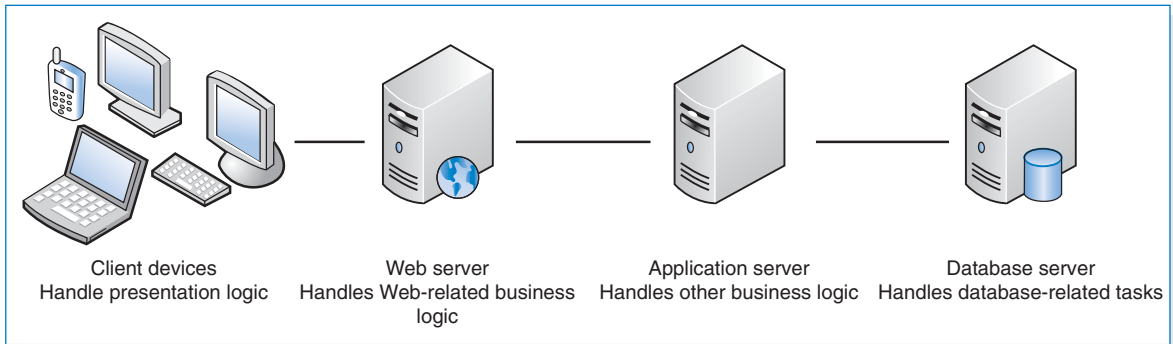 Client devices
Handle presentation logic
Web server
Handles Web-related business
logic
Application server
Handles other business logic
Database server
Handles database-related tasks